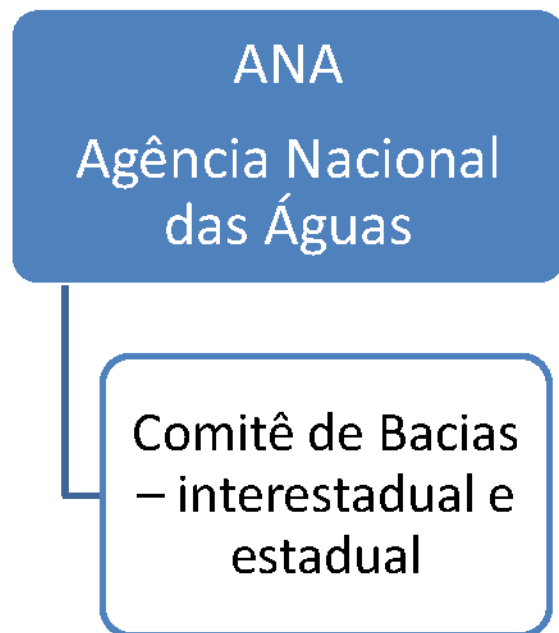 ANA
Agência Nacional
das Águas
Comitê de Bacias
– interestadual e
estadual